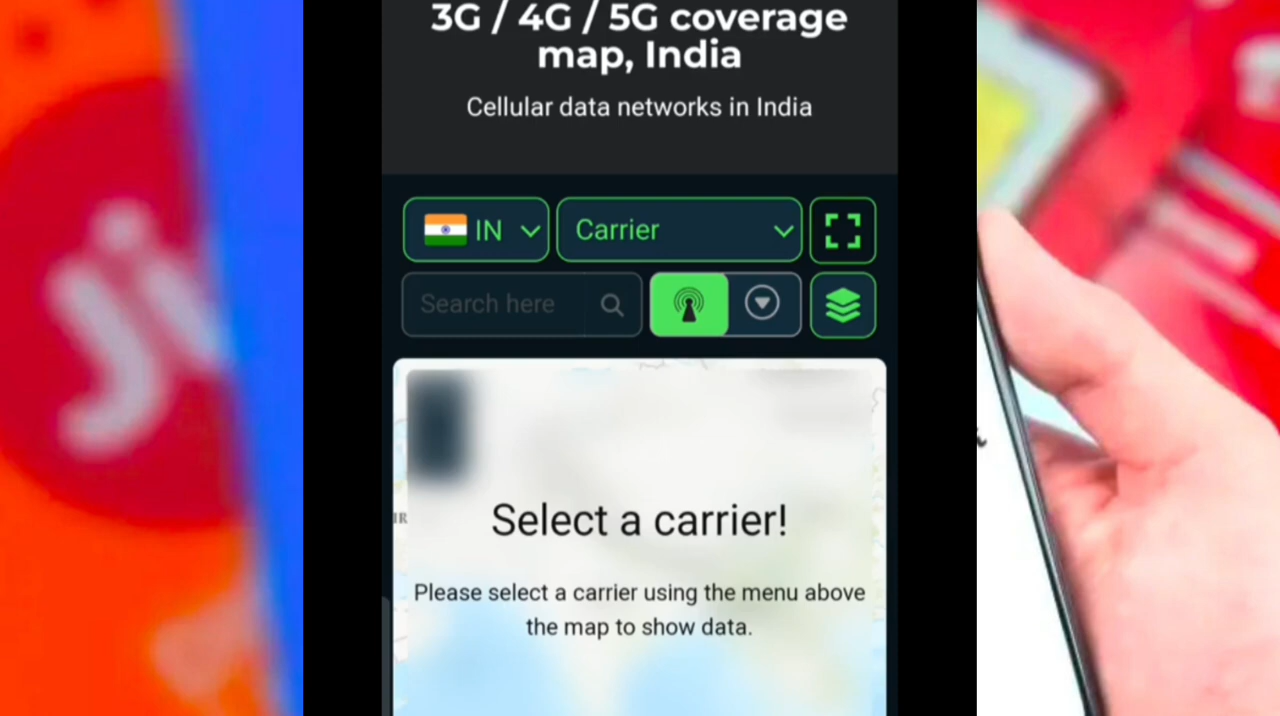 3G / 4G / 5G coverage
map, India
Cellular data networks in India
IN
Carrier
Search here
Select a carrier!
Please select a carrier using the menu above
the map to show data.